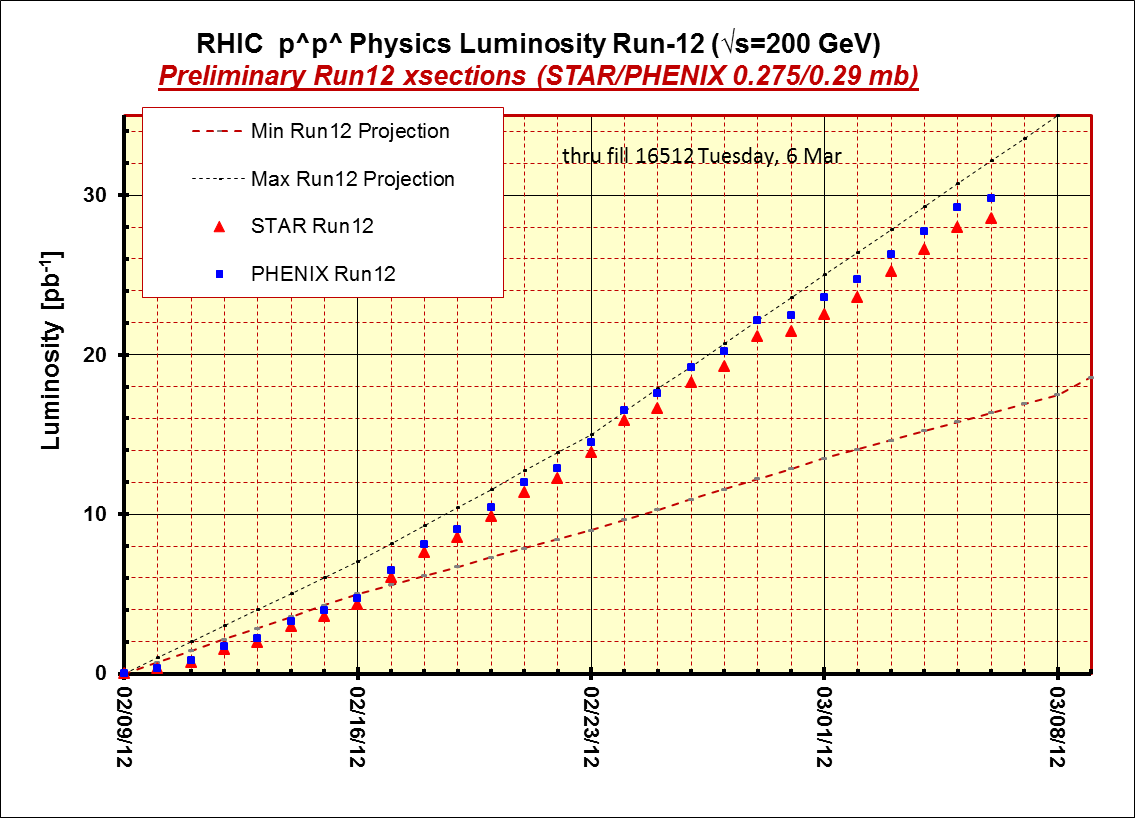 RHIC p^p^ Physics Luminosity Run-12 (√s=200 GeV)
Preliminary Run12 xsections (STAR/PHENIX 0.275/0.29 mb)
Min Run12 Projection
Max Run12 Projection
STAR Run12
PHENIX Run12
thru fill 16512 Tuesday, 6 Mar
Luminosity [pb-1]
30
20
10
0
02/09/12
02/16/12
02/23/12
03/01/12
03/08/12